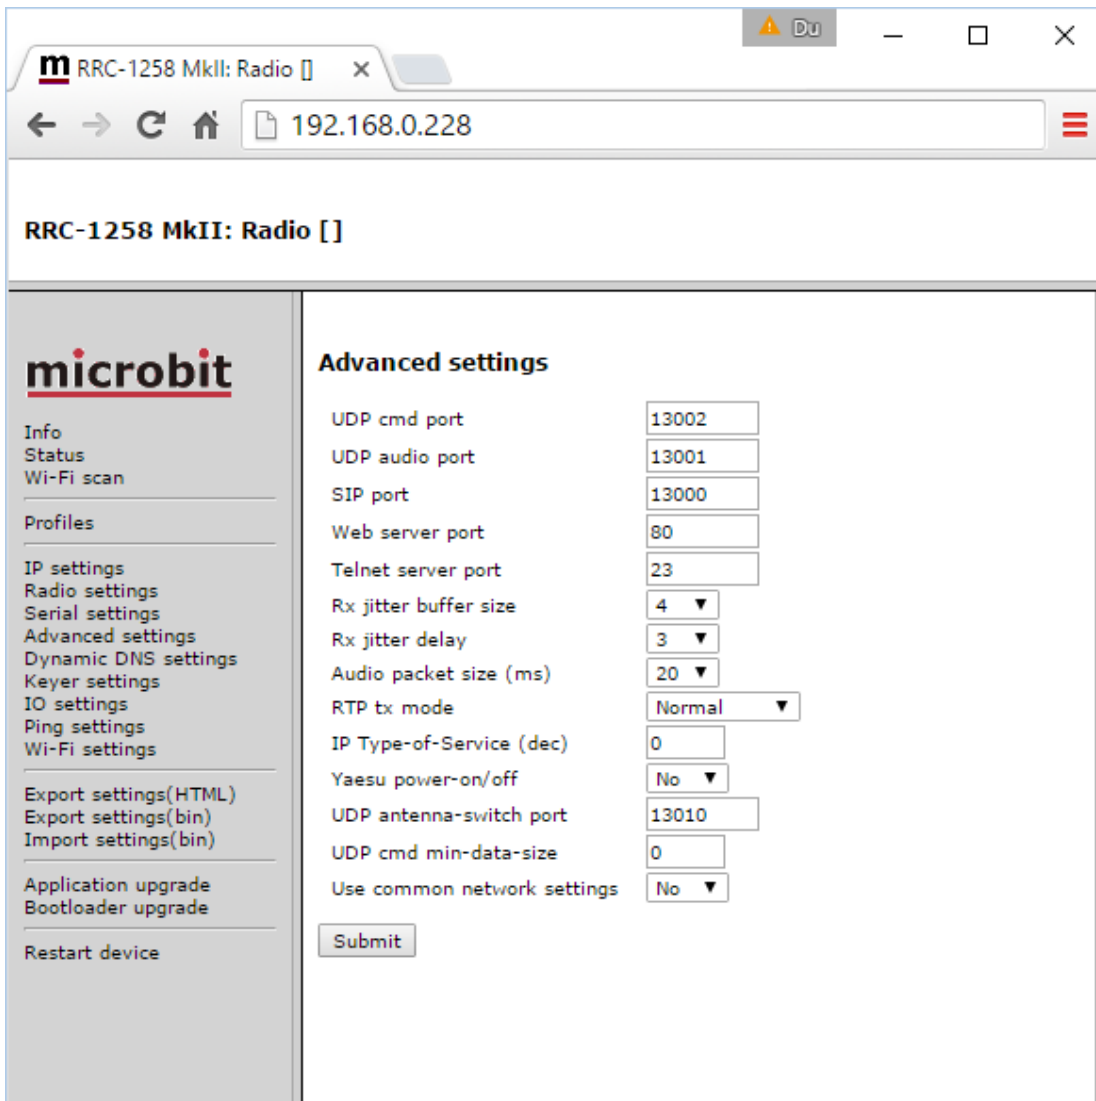 Du
m RRC-1258 MkII: Radio []
192.168.0.228
RRC-1258 MkII: Radio []
microbit
Info
Status
Wi-Fi scan
Profiles
IP settings
Radio settings
Serial settings
Advanced settings
Dynamic DNS settings
Keyer settings
IO settings
Ping settings
Wi-Fi settings
Export settings(HTML)
Export settings(bin)
Import settings(bin)
Application upgrade
Bootloader upgrade
Restart device
Advanced settings
UDP cmd port 13002
UDP audio port 13001
SIP port 13000
Web server port 80
Telnet server port 23
Rx jitter buffer size 4
Rx jitter delay 3
Audio packet size (ms) 20
RTP tx mode Normal
IP Type-of-Service (dec) 0
Yaesu power-on/off No
UDP antenna-switch port 13010
UDP cmd min-data-size 0
Use common network settings No
Submit